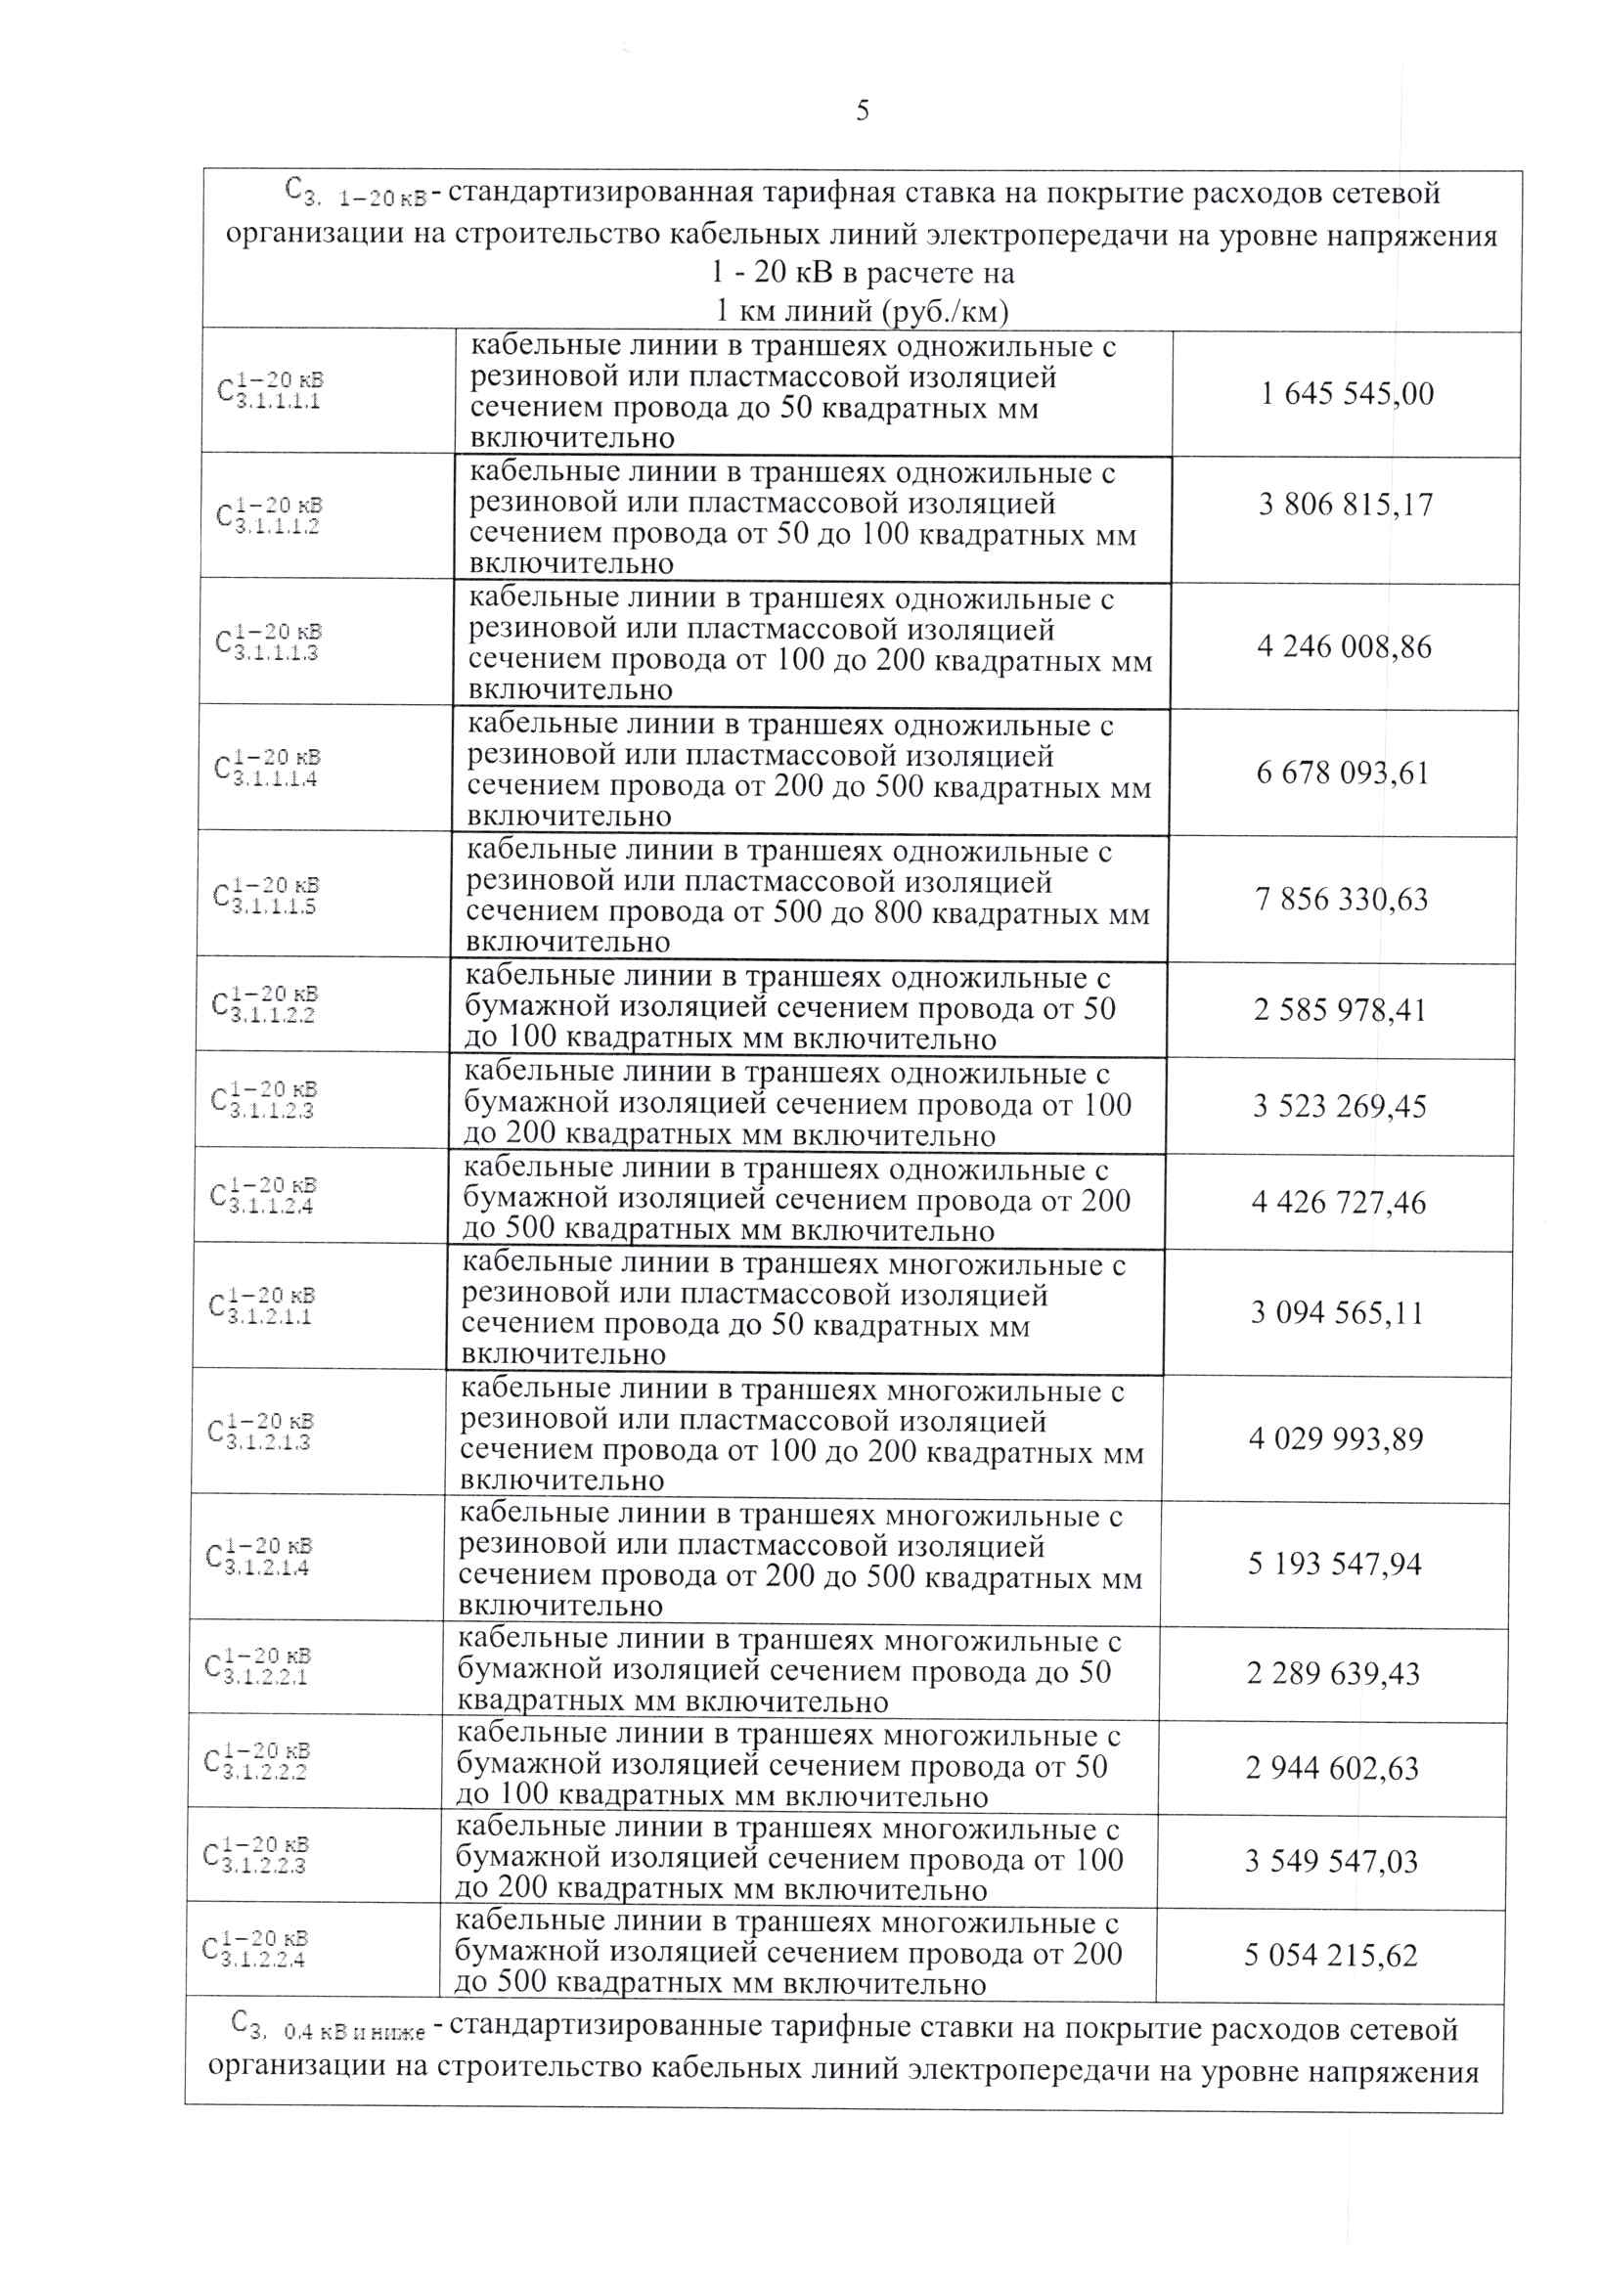 5
С3, 1−20 кВ - стандартизированная тарифная ставка на покрытие расходов сетевой
организации на строительство кабельных линий электропередачи на уровне напряжения
1 - 20 кВ в расчете на
1 км линий (руб./км)
С 1−20 кВ 3.1.1.1.1
кабельные линии в траншеях одножильные с
резиновой или пластмассовой изоляцией
сечением провода до 50 квадратных мм
включительно
1 645 545,00
С 1−20 кВ 3.1.1.1.2
кабельные линии в траншеях одножильные с
резиновой или пластмассовой изоляцией
сечением провода от 50 до 100 квадратных мм
включительно
3 806 815,17
С 1−20 кВ 3.1.1.1.3
кабельные линии в траншеях одножильные с
резиновой или пластмассовой изоляцией
сечением провода от 100 до 200 квадратных мм
включительно
4 246 008,86
С 1−20 кВ 3.1.1.1.4
кабельные линии в траншеях одножильные с
резиновой или пластмассовой изоляцией
сечением провода от 200 до 500 квадратных мм
включительно
6 678 093,61
С 1−20 кВ 3.1.1.1.5
кабельные линии в траншеях одножильные с
резиновой или пластмассовой изоляцией
сечением провода от 500 до 800 квадратных мм
включительно
7 856 330,63
С 1−20 кВ 3.1.1.2.2
кабельные линии в траншеях одножильные с
бумажной изоляцией сечением провода от 50
до 100 квадратных мм включительно
2 585 978,41
С 1−20 кВ 3.1.1.2.3
кабельные линии в траншеях одножильные с
бумажной изоляцией сечением провода от 100
до 200 квадратных мм включительно
3 523 269,45
С 1−20 кВ 3.1.1.2.4
кабельные линии в траншеях одножильные с
бумажной изоляцией сечением провода от 200
до 500 квадратных мм включительно
4 426 727,46
С 1−20 кВ 3.1.2.1.1
кабельные линии в траншеях многожильные с
резиновой или пластмассовой изоляцией
сечением провода до 50 квадратных мм
включительно
3 094 565,11
С 1−20 кВ 3.1.2.1.3
кабельные линии в траншеях многожильные с
резиновой или пластмассовой изоляцией
сечением провода от 100 до 200 квадратных мм
включительно
4 029 993,89
С 1−20 кВ 3.1.2.1.4
кабельные линии в траншеях многожильные с
резиновой или пластмассовой изоляцией
сечением провода от 200 до 500 квадратных мм
включительно
5 193 547,94
С 1−20 кВ 3.1.2.2.1
кабельные линии в траншеях многожильные с
бумажной изоляцией сечением провода до 50
квадратных мм включительно
2 289 639,43
С 1−20 кВ 3.1.2.2.2
кабельные линии в траншеях многожильные с
бумажной изоляцией сечением провода от 50
до 100 квадратных мм включительно
2 944 602,63
С 1−20 кВ 3.1.2.2.3
кабельные линии в траншеях многожильные с
бумажной изоляцией сечением провода от 100
до 200 квадратных мм включительно
3 549 547,03
С 1−20 кВ 3.1.2.2.4
кабельные линии в траншеях многожильные с
бумажной изоляцией сечением провода от 200
до 500 квадратных мм включительно
5 054 215,62
С3, 0,4 кВ и ниже - стандартизированные тарифные ставки на покрытие расходов сетевой
организации на строительство кабельных линий электропередачи на уровне напряжения